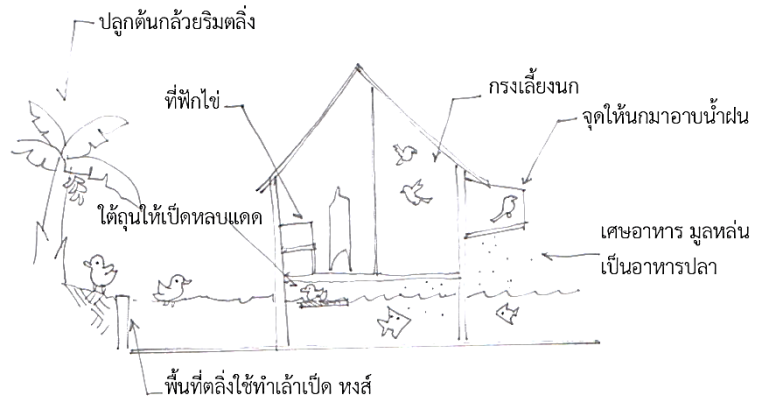 ปลูกต้นกล้วยริมตลิ่ง
ที่ฟักไข่
กรงเลี้ยงนก
จุดให้นกมาอาบน้ำฝน
ใต้ถุนให้เป็ดหลบแดด
เศษอาหาร มูลหล่น
เป็นอาหารปลา
พื้นที่ตลิ่งใช้ทำเล้าเป็ด หงส์